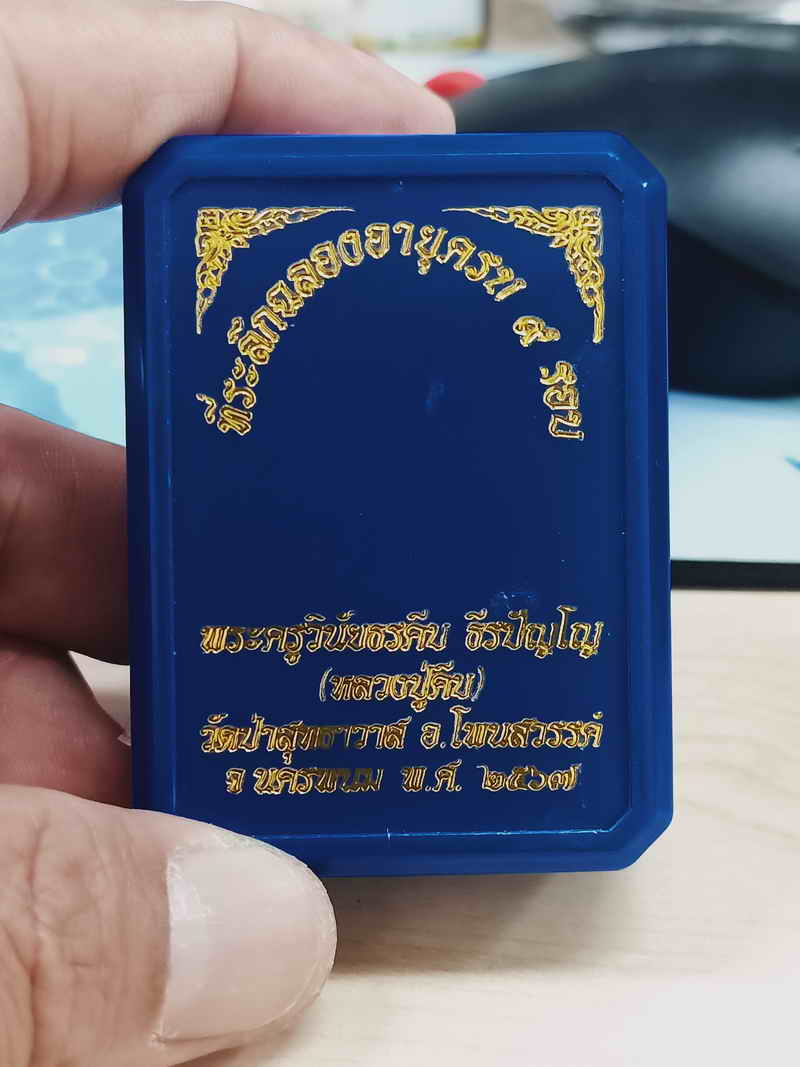 ที่ระลึกฉลองอายุครบ ๕ รอบ
พระครูวินัยธรคืบ ธีรปัญโญ
(หลวงปู่คืบ)
วัดป่าสุทธาวาส อ.โพนสวรรค์
จ นครพนม พ.ศ. ๒๕๖๗